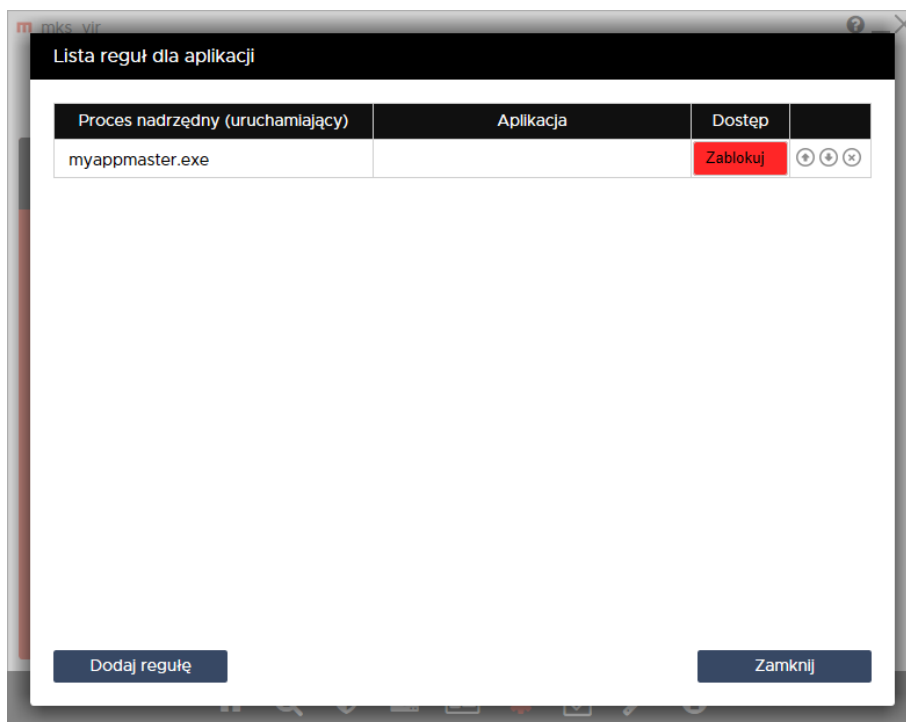 m mks_vir
Lista reguł dla aplikacji
Proces nadrzędny (uruchamiający) Aplikacja Dostęp
myappmaster.exe Zablokuj
Dodaj regułę Zamknij